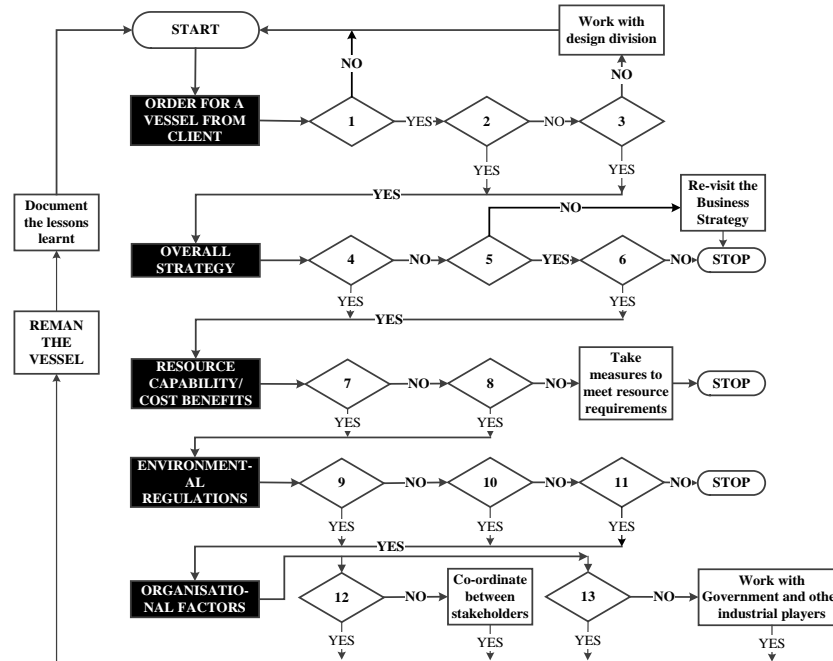 START
Work with
design division
NO
NO
ORDER FOR A
VESSEL FROM
CLIENT
1
YES
2
NO
3
YES
YES
YES
Re-visit the
Business
Strategy
Document
the lessons
learnt
NO
OVERALL
STRATEGY
4
NO
5
YES
6
NO
STOP
YES
YES
YES
REMAN
THE
VESSEL
RESOURCE
CAPABILITY/
COST BENEFITS
7
NO
8
NO
Take
measures to
meet resource
requirements
STOP
YES
YES
ENVIRONMENT-
AL
REGULATIONS
9
NO
10
NO
11
NO
STOP
YES
YES
YES
YES
ORGANISATIO-
NAL FACTORS
12
NO
Co-ordinate
between
stakeholders
13
NO
Work with
Government and other
industrial players
YES
YES
YES
YES